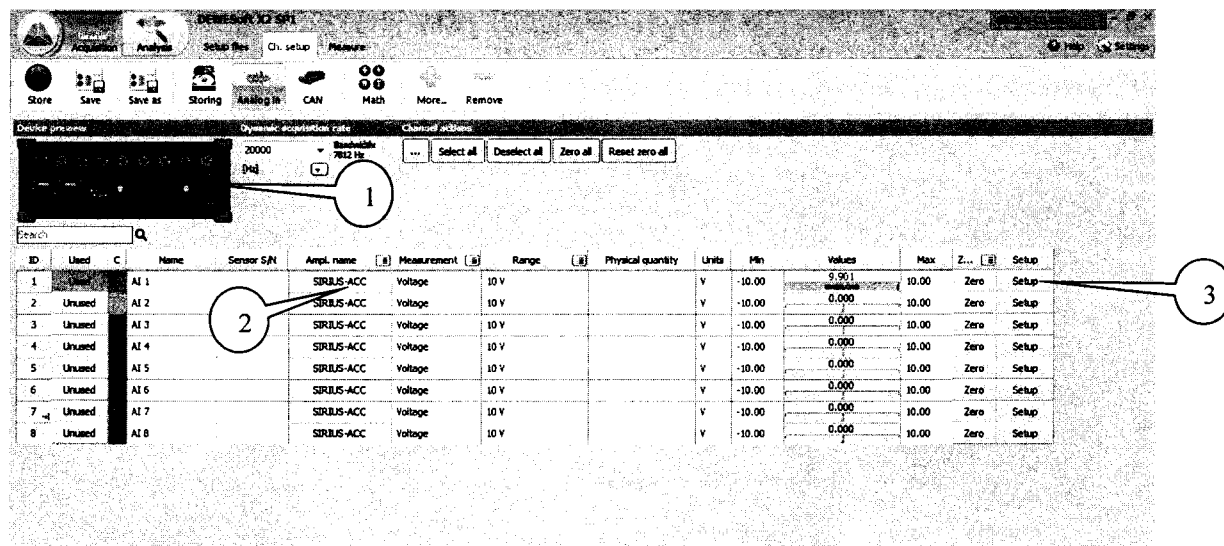 DEWESoft X2 SP1
Acquisition Analysis Setup files Ch. setup Measure Help Settings
Store Save Save as Storing Analog in CAN Math More... Remove
Device preview Dynamic acquisition rate Channel actions
20000 Bandwidth: 7812 Hz ... Select all Deselect all Zero all Reset zero all
[Hz]
1
Search
ID Used C Name Sensor S/N Ampl. name Measurement Range Physical quantity Units Min Values Max Z... Setup
1 Used AI 1 SIRIUS-ACC Voltage 10 V V -10.00 9.901 10.00 Zero Setup
2 Unused AI 2 SIRIUS-ACC Voltage 10 V V -10.00 0.000 10.00 Zero Setup
3 Unused AI 3 SIRIUS-ACC Voltage 10 V V -10.00 0.000 10.00 Zero Setup
4 Unused AI 4 SIRIUS-ACC Voltage 10 V V -10.00 0.000 10.00 Zero Setup
5 Unused AI 5 SIRIUS-ACC Voltage 10 V V -10.00 0.000 10.00 Zero Setup
6 Unused AI 6 SIRIUS-ACC Voltage 10 V V -10.00 0.000 10.00 Zero Setup
7 Unused AI 7 SIRIUS-ACC Voltage 10 V V -10.00 0.000 10.00 Zero Setup
8 Unused AI 8 SIRIUS-ACC Voltage 10 V V -10.00 0.000 10.00 Zero Setup
2
3